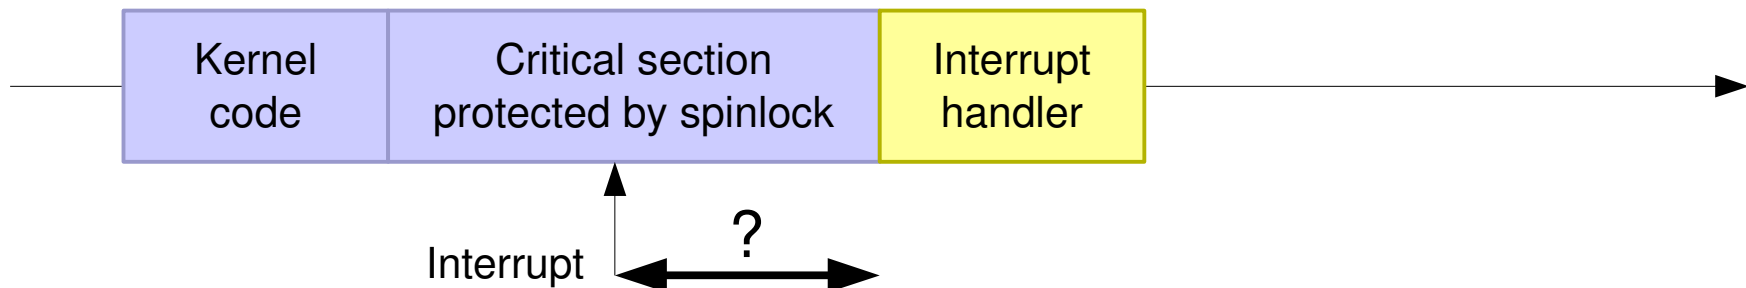 Kernel
code
Critical section
protected by spinlock
Interrupt
handler
?
Interrupt